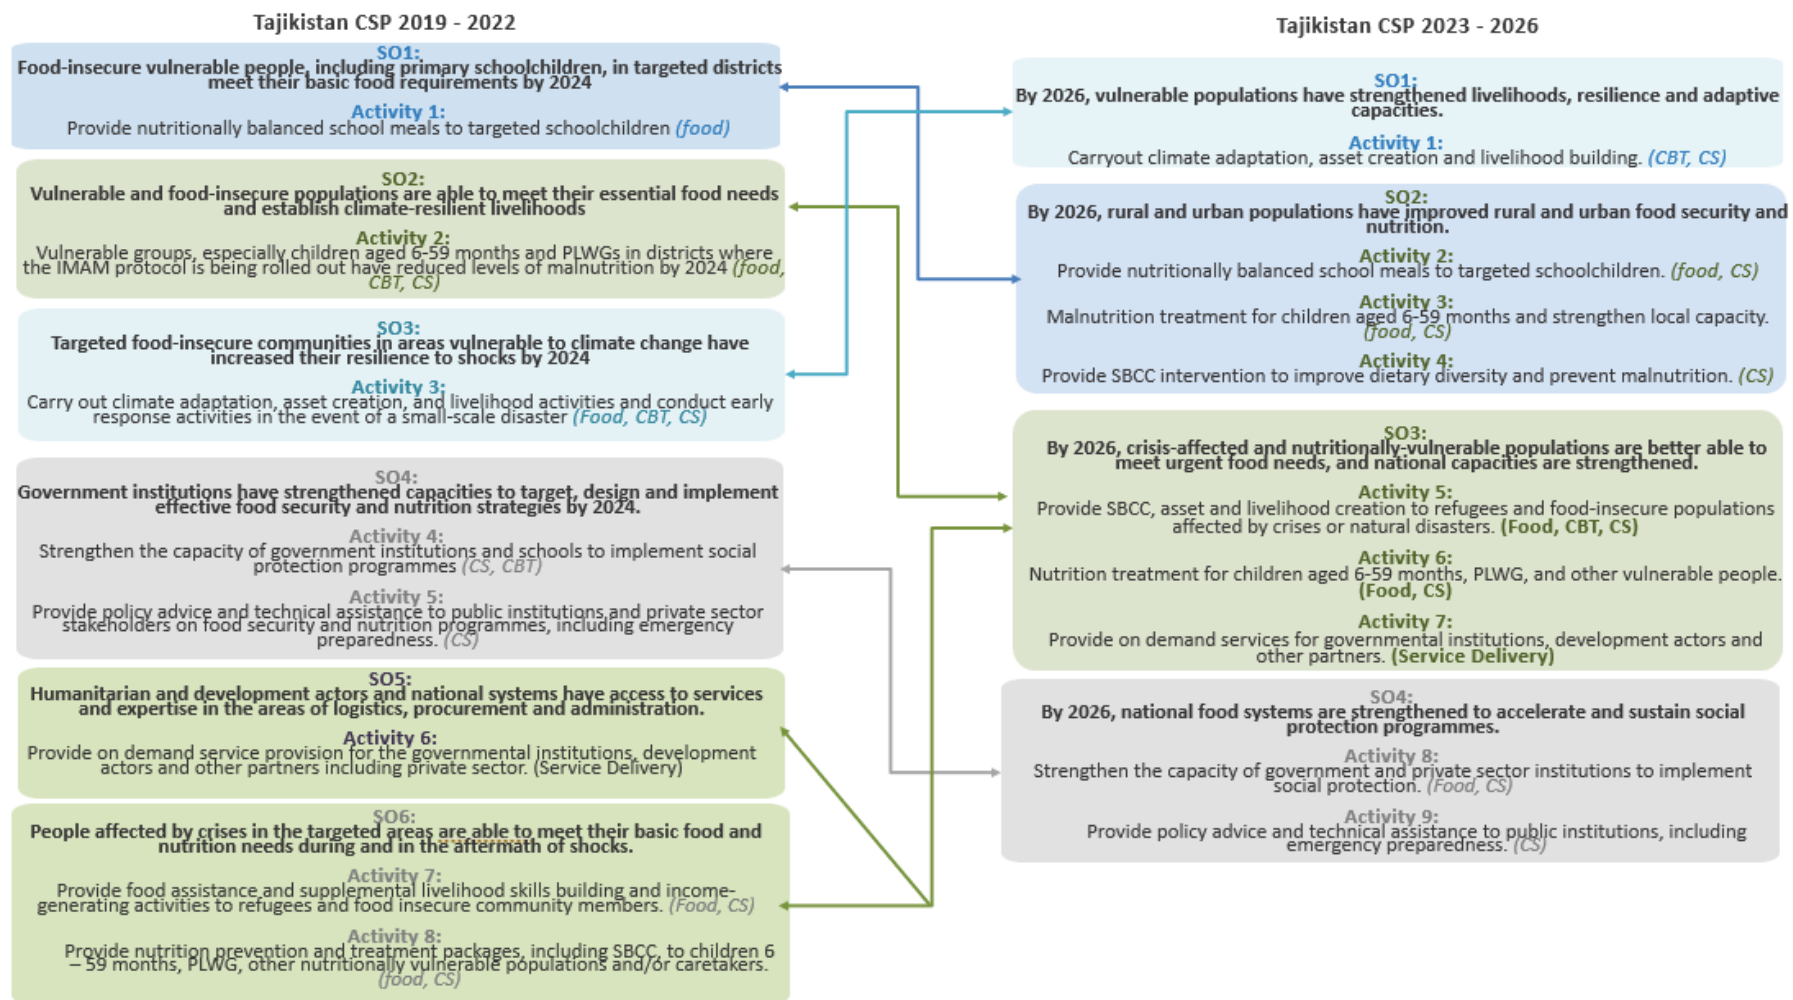 Tajikistan CSP 2019 - 2022
SO1:
Food-insecure vulnerable people, including primary schoolchildren, in targeted districts
meet their basic food requirements by 2024
Activity 1:
Provide nutritionally balanced school meals to targeted schoolchildren (food)
SO2:
Vulnerable and food-insecure populations are able to meet their essential food needs
and establish climate-resilient livelihoods
Activity 2:
Vulnerable groups, especially children aged 6-59 months and PLWGs in districts where
the IMAM protocol is being rolled out have reduced levels of malnutrition by 2024 (food,
CBT, CS)
SO3:
Targeted food-insecure communities in areas vulnerable to climate change have
increased their resilience to shocks by 2024
Activity 3:
Carry out climate adaptation, asset creation, and livelihood activities and conduct early
response activities in the event of a small-scale disaster (Food, CBT, CS)
SO4:
Government institutions have strengthened capacities to target, design and implement
effective food security and nutrition strategies by 2024.
Activity 4:
Strengthen the capacity of government institutions and schools to implement social
protection programmes (CS, CBT)
Activity 5:
Provide policy advice and technical assistance to public institutions and private sector
stakeholders on food security and nutrition programmes, including emergency
preparedness. (CS)
SO5:
Humanitarian and development actors and national systems have access to services
and expertise in the areas of logistics, procurement and administration.
Activity 6:
Provide on demand service provision for the governmental institutions, development
actors and other partners including private sector. (Service Delivery)
SO6:
People affected by crises in the targeted areas are able to meet their basic food and
nutrition needs during and in the aftermath of shocks.
Activity 7:
Provide food assistance and supplemental livelihood skills building and income-
generating activities to refugees and food insecure community members. (Food, CS)
Activity 8:
Provide nutrition prevention and treatment packages, including SBCC, to children 6
– 59 months, PLWG, other nutritionally vulnerable populations and/or caretakers.
(food, CS)
Tajikistan CSP 2023 - 2026
SO1:
By 2026, vulnerable populations have strengthened livelihoods, resilience and adaptive
capacities.
Activity 1:
Carryout climate adaptation, asset creation and livelihood building. (CBT, CS)
SO2:
By 2026, rural and urban populations have improved rural and urban food security and
nutrition.
Activity 2:
Provide nutritionally balanced school meals to targeted schoolchildren. (food, CS)
Activity 3:
Malnutrition treatment for children aged 6-59 months and strengthen local capacity.
(food, CS)
Activity 4:
Provide SBCC intervention to improve dietary diversity and prevent malnutrition. (CS)
SO3:
By 2026, crisis-affected and nutritionally-vulnerable populations are better able to
meet urgent food needs, and national capacities are strengthened.
Activity 5:
Provide SBCC, asset and livelihood creation to refugees and food-insecure populations
affected by crises or natural disasters. (Food, CBT, CS)
Activity 6:
Nutrition treatment for children aged 6-59 months, PLWG, and other vulnerable people.
(Food, CS)
Activity 7:
Provide on demand services for governmental institutions, development actors and
other partners. (Service Delivery)
SO4:
By 2026, national food systems are strengthened to accelerate and sustain social
protection programmes.
Activity 8:
Strengthen the capacity of government and private sector institutions to implement
social protection. (Food, CS)
Activity 9:
Provide policy advice and technical assistance to public institutions, including
emergency preparedness. (CS)